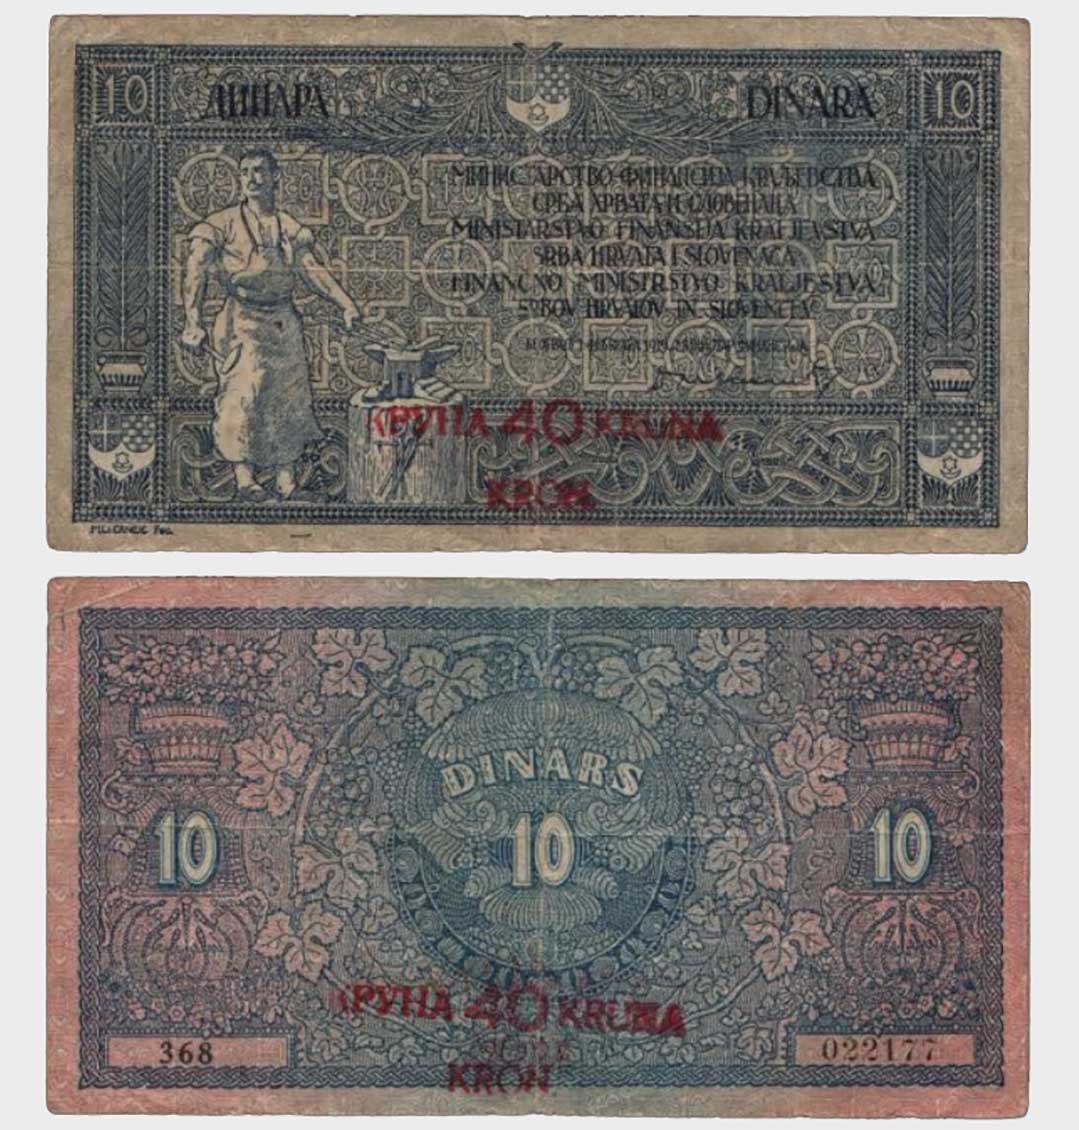 10 ДИНАРА DINARA 10
МИНИСТАРСТВО ФИНАНСИЈА КРАЉЕВСТВА
СРБА ХРВАТА И СЛОВЕНАЦА
MINISTARSTVO FINANSIJA KRALJEVSTVA
SRBA HRVATA I SLOVENACA
FINANČNO MINISTRSTVO KRALJESTVA
SRBOV HRVATOV IN SLOVENCEV
КРУНА 40 KRUNA
KRON
DINARS
10 10 10
КРУНА 40 KRUNA
KRON
368 022177